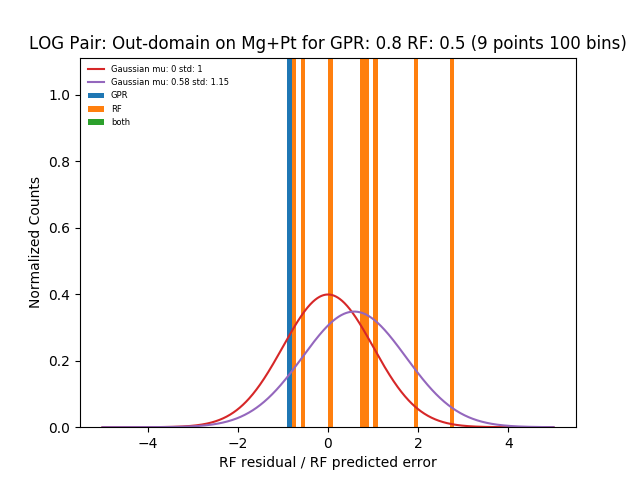 LOG Pair: Out-domain on Mg+Pt for GPR: 0.8 RF: 0.5 (9 points 100 bins)
Gaussian mu: 0 std: 1
Gaussian mu: 0.58 std: 1.15
GPR
RF
both
Normalized Counts
1.0
0.8
0.6
0.4
0.2
0.0
−4 −2 0 2 4
RF residual / RF predicted error